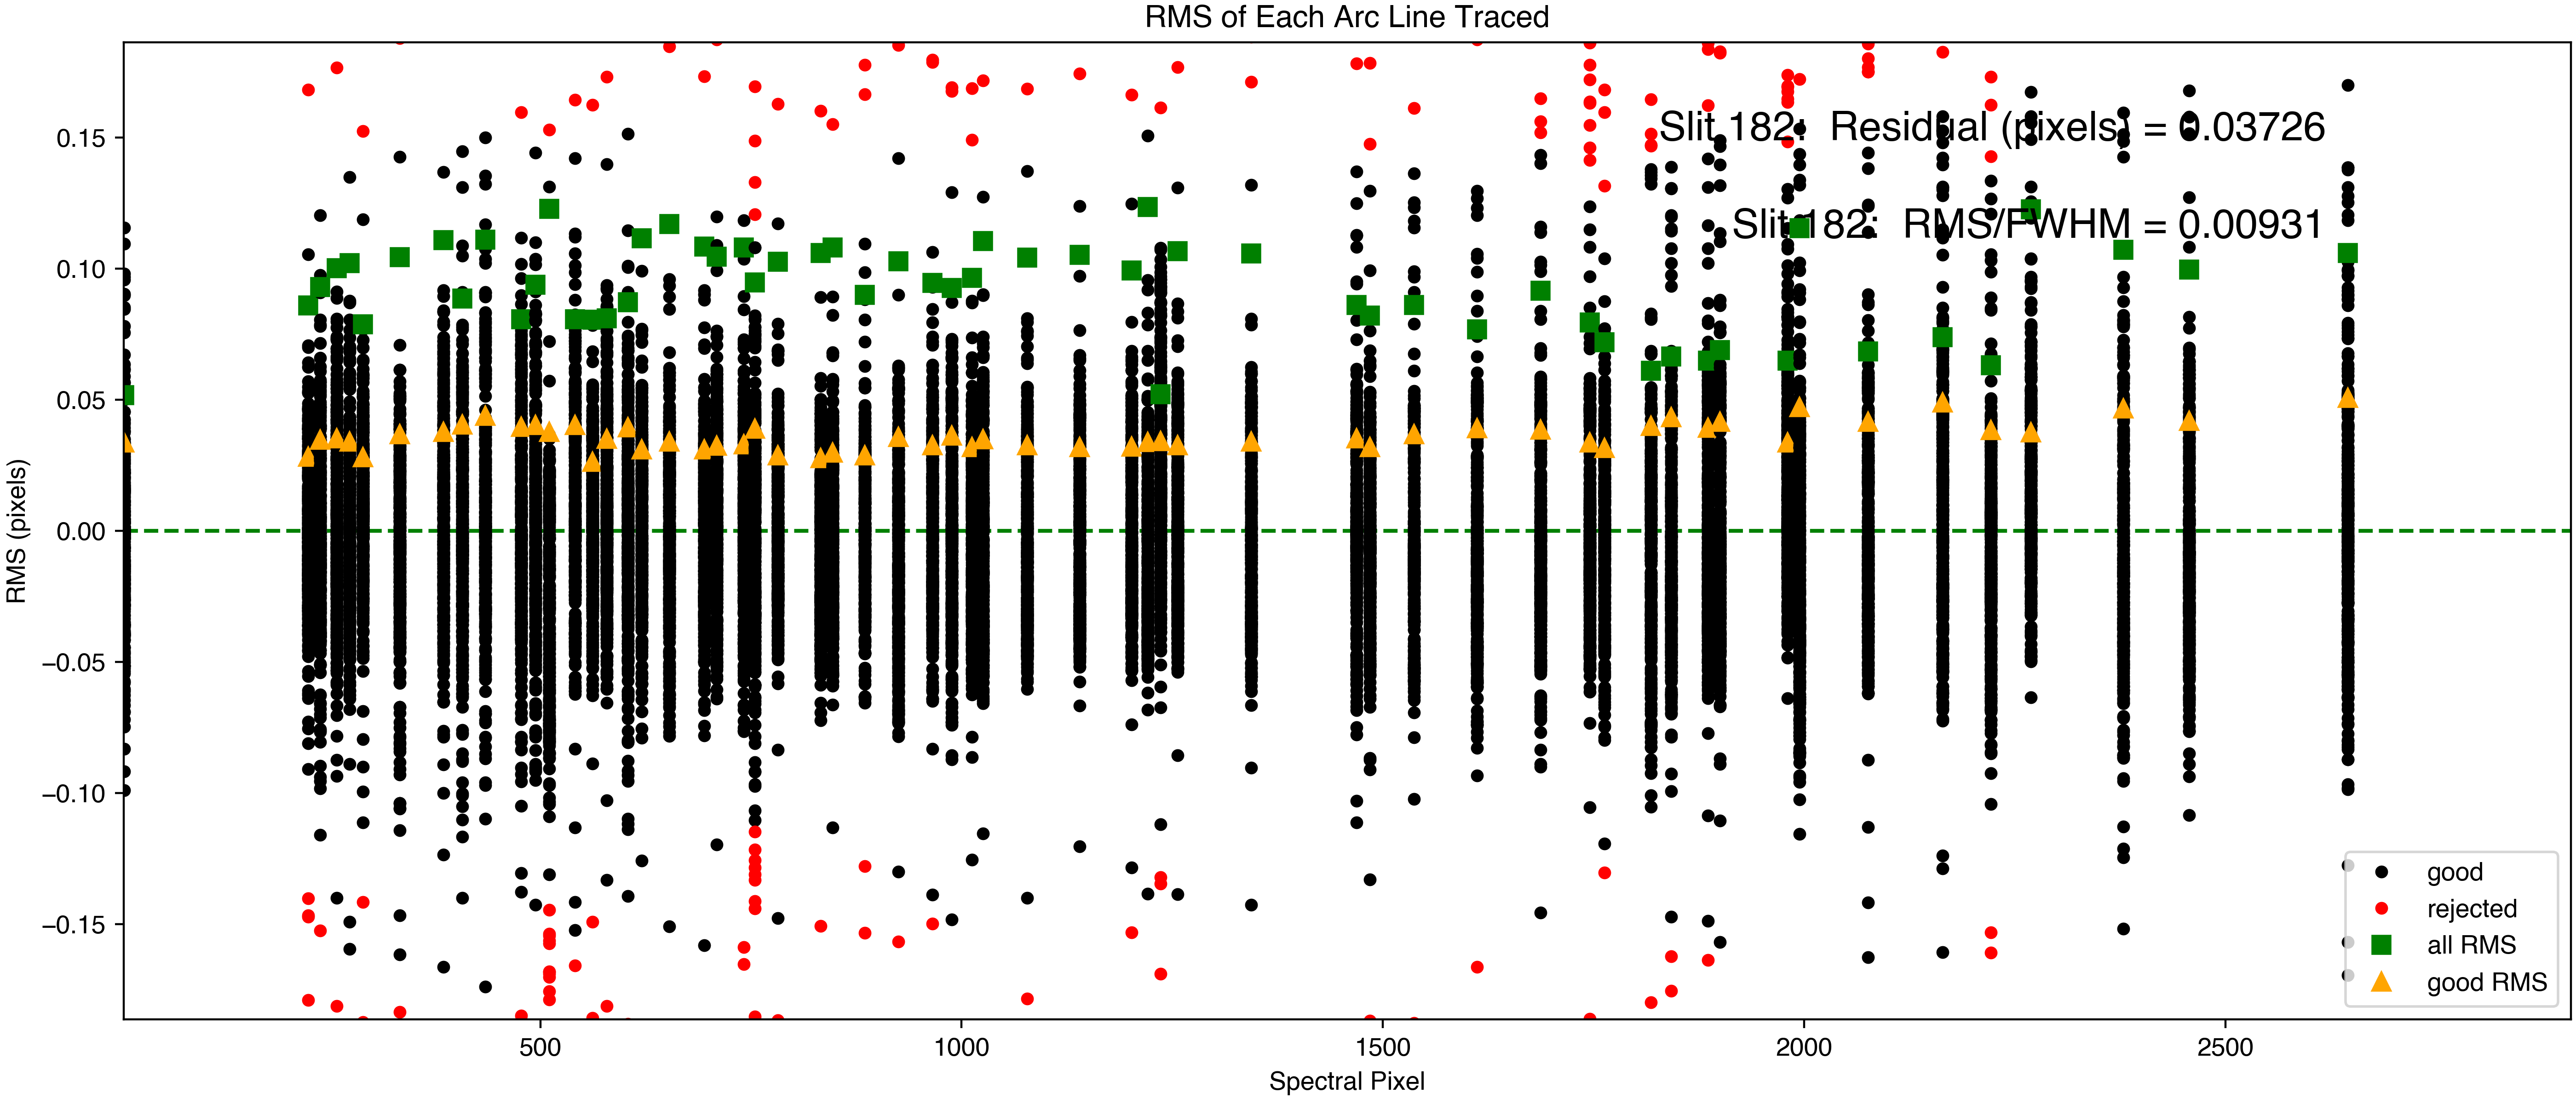 RMS of Each Arc Line Traced
RMS (pixels)
0.15
0.10
0.05
0.00
−0.05
−0.10
−0.15
Slit 182:  Residual (pixels) = 0.03726
Slit 182:  RMS/FWHM = 0.00931
good
rejected
all RMS
good RMS
500
1000
1500
2000
2500
Spectral Pixel